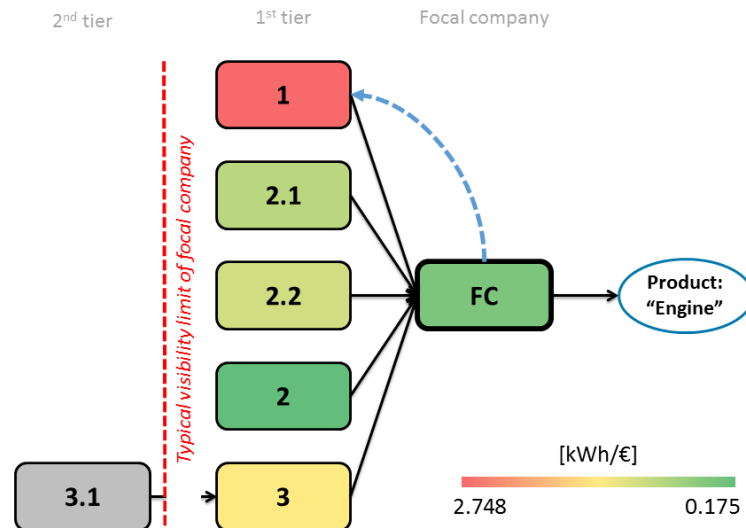 2nd tier
1st tier
Focal company
Typical visibility limit of focal company
1
2.1
2.2
FC
Product:
“Engine”
2
3.1
3
[kWh/€]
2.748
0.175